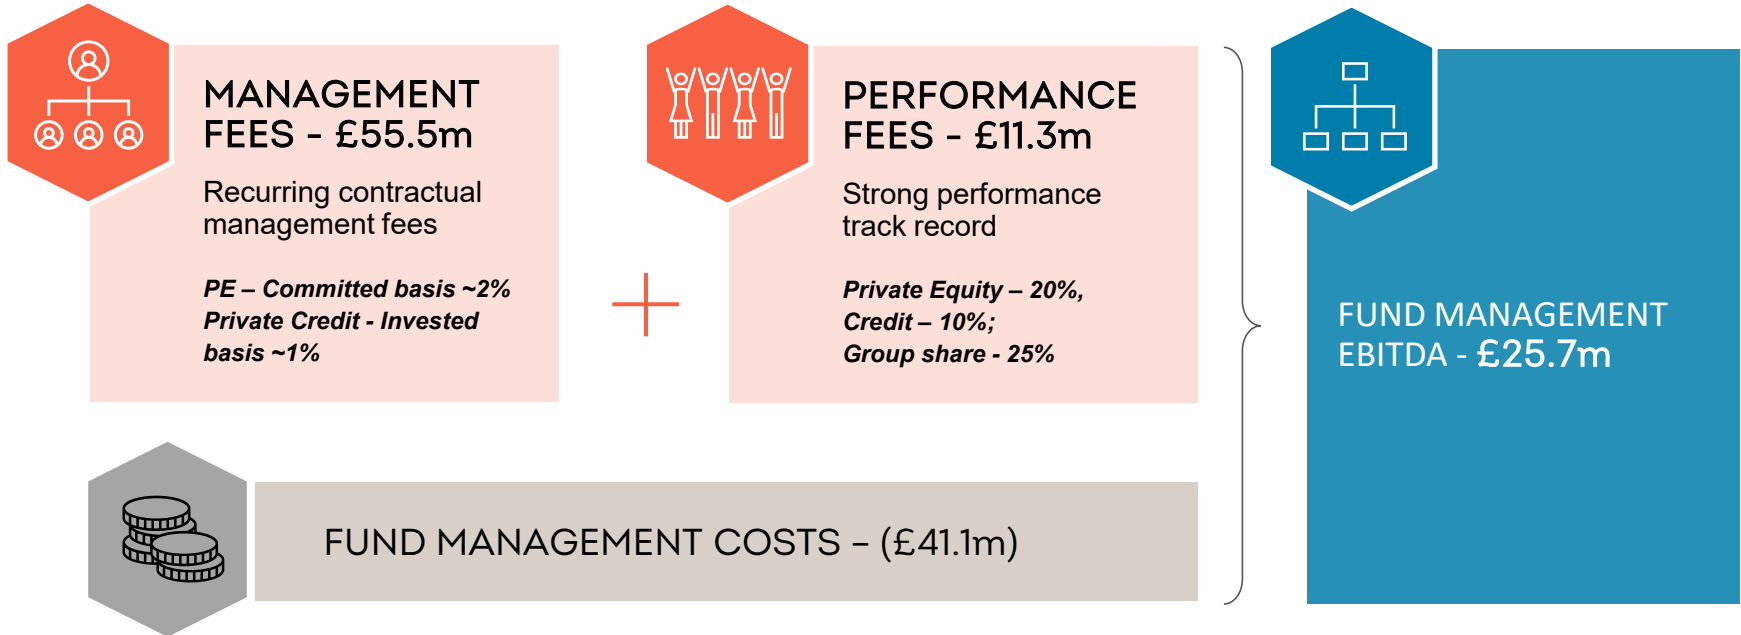 MANAGEMENT
FEES - £55.5m
Recurring contractual
management fees
PE – Committed basis ~2%
Private Credit - Invested
basis ~1%
PERFORMANCE
FEES - £11.3m
Strong performance
track record
Private Equity – 20%,
Credit – 10%;
Group share - 25%
FUND MANAGEMENT
EBITDA - £25.7m
FUND MANAGEMENT COSTS – (£41.1m)